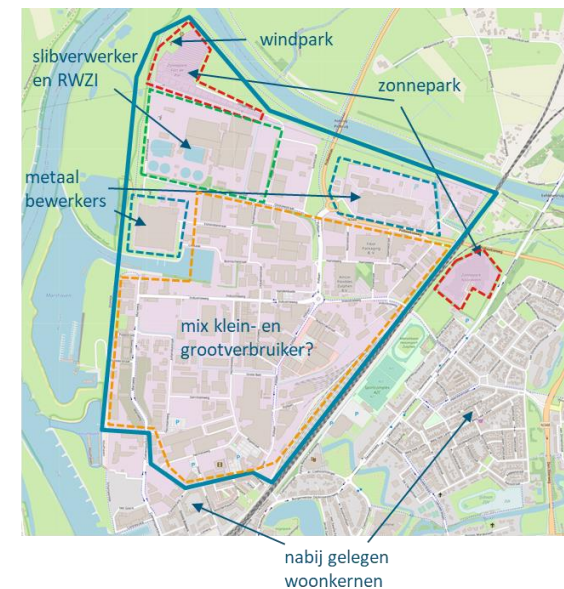 windpark
slibverwerker
en RWZI
zonnepark
metaal
bewerkers
mix klein- en
grootverbruiker?
nabij gelegen
woonkernen